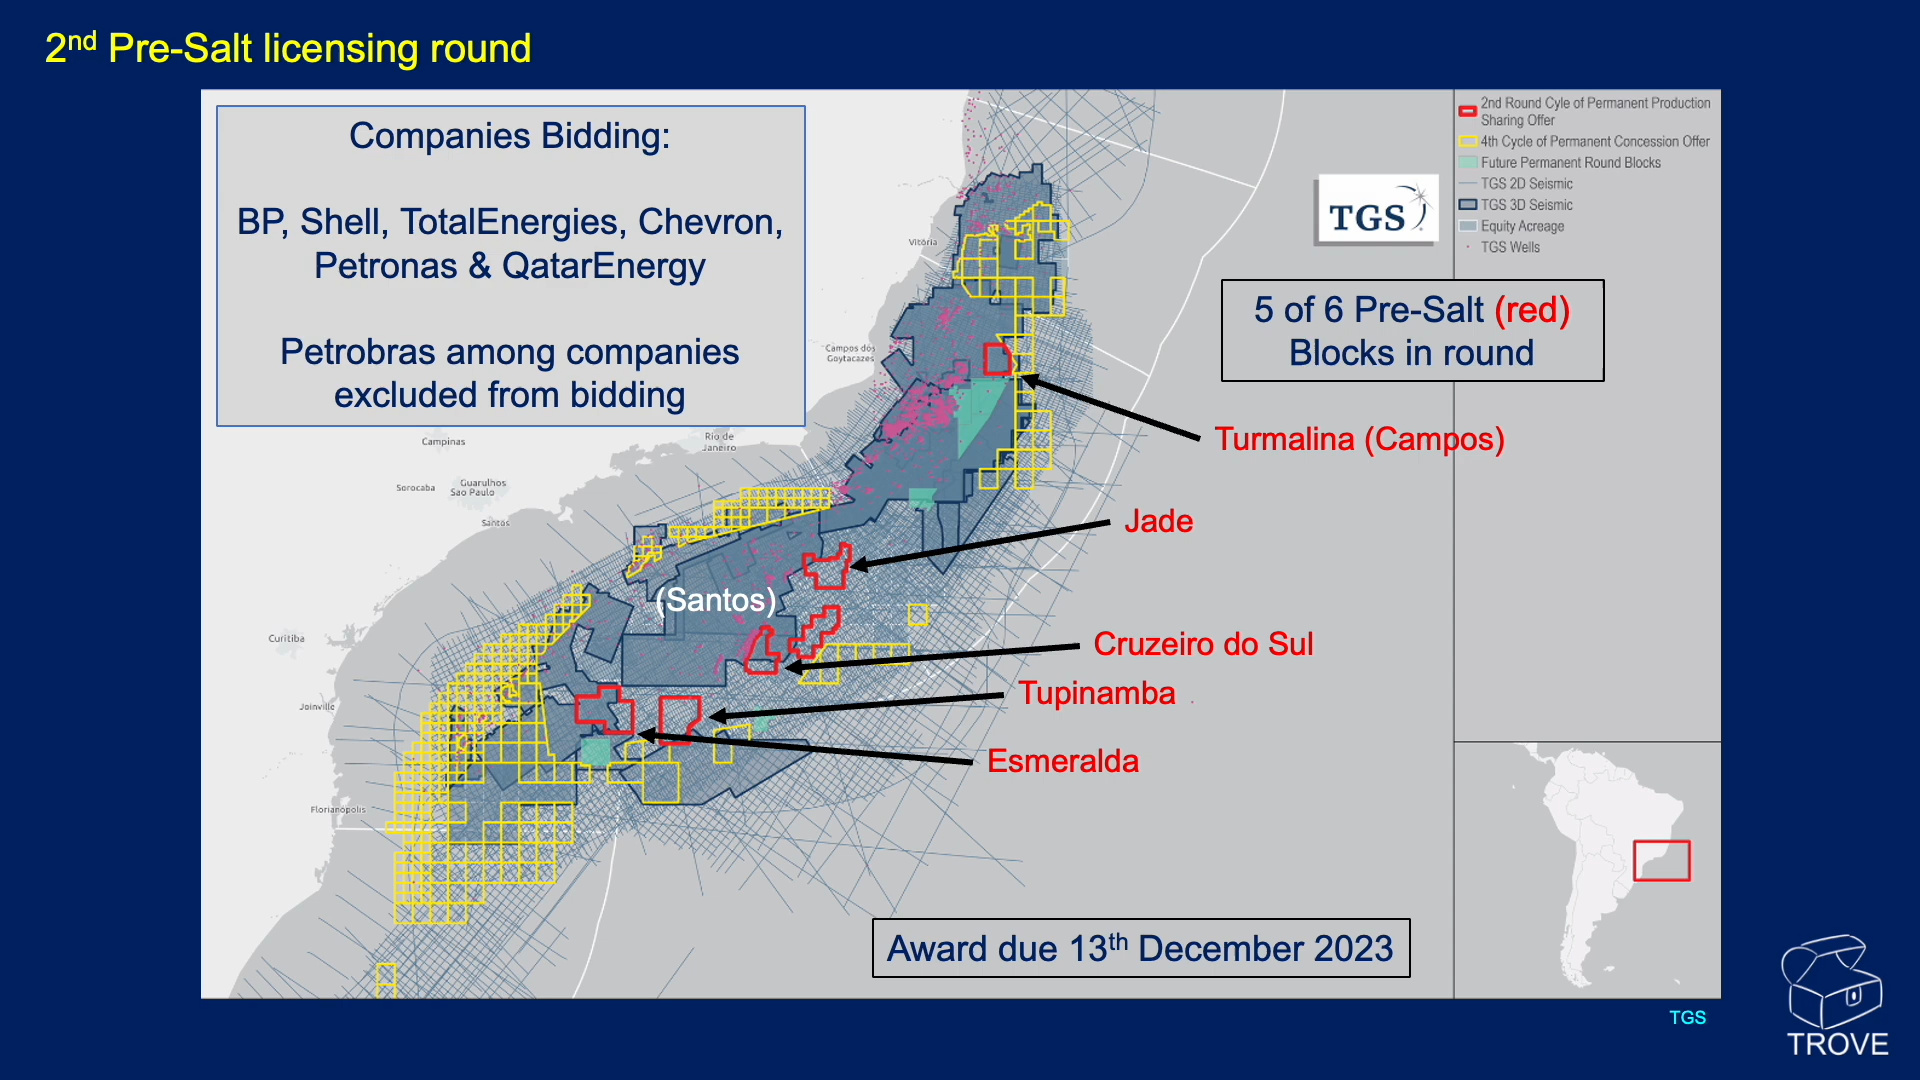 2nd Pre-Salt licensing round
Companies Bidding:
BP, Shell, TotalEnergies, Chevron,
Petronas & QatarEnergy
Petrobras among companies
excluded from bidding
2nd Round Cyle of Permanent Production
Sharing Offer
4th Cycle of Permanent Concession Offer
Future Permanent Round Blocks
TGS 2D Seismic
TGS 3D Seismic
Equity Acreage
TGS Wells
TGS
5 of 6 Pre-Salt (red)
Blocks in round
Vitória
Campos dos
Goytacazes
Rio de
Janeiro
Campinas
Sorocaba
Guarulhos
Sao Paulo
Santos
Curitiba
Joinville
Florianópolis
Turmalina (Campos)
Jade
(Santos)
Cruzeiro do Sul
Tupinamba
Esmeralda
Award due 13th December 2023
TGS
TROVE